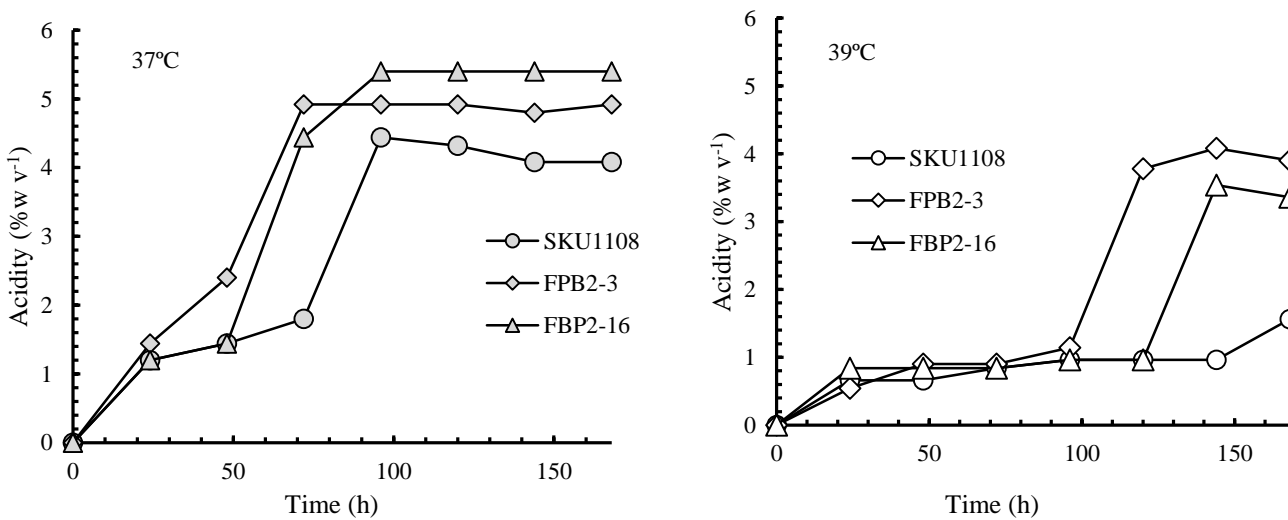 37ºC
6
5
4
3
2
1
0
Acidity (%w v-1)
SKU1108
FPB2-3
FBP2-16
0 50 100 150
Time (h)
39ºC
6
5
4
3
2
1
0
Acidity (%w v-1)
SKU1108
FPB2-3
FBP2-16
0 50 100 150
Time (h)